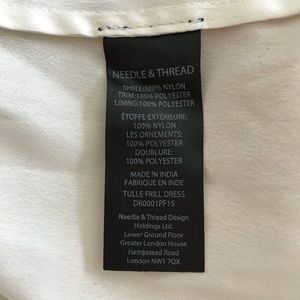 NEEDLE & THREAD
SHELL:100% NYLON
TRIM:100% POLYESTER
LINING:100% POLYESTER
ÉTOFFE EXTÉRIEURE:
100% NYLON
LES ORNEMENTS:
100% POLYESTER
DOUBLURE:
100% POLYESTER
MADE IN INDIA
FABRIQUE EN INDE
TULLE FRILL DRESS
DR0001PF15
Needle & Thread Design
Holdings Ltd.
Lower Ground Floor
Greater London House
Hempstead Road
London NW1 7QX